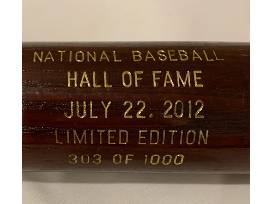 NATIONAL BASEBALL
HALL OF FAME
JULY 22. 2012
LIMITED EDITION
303 OF 1000